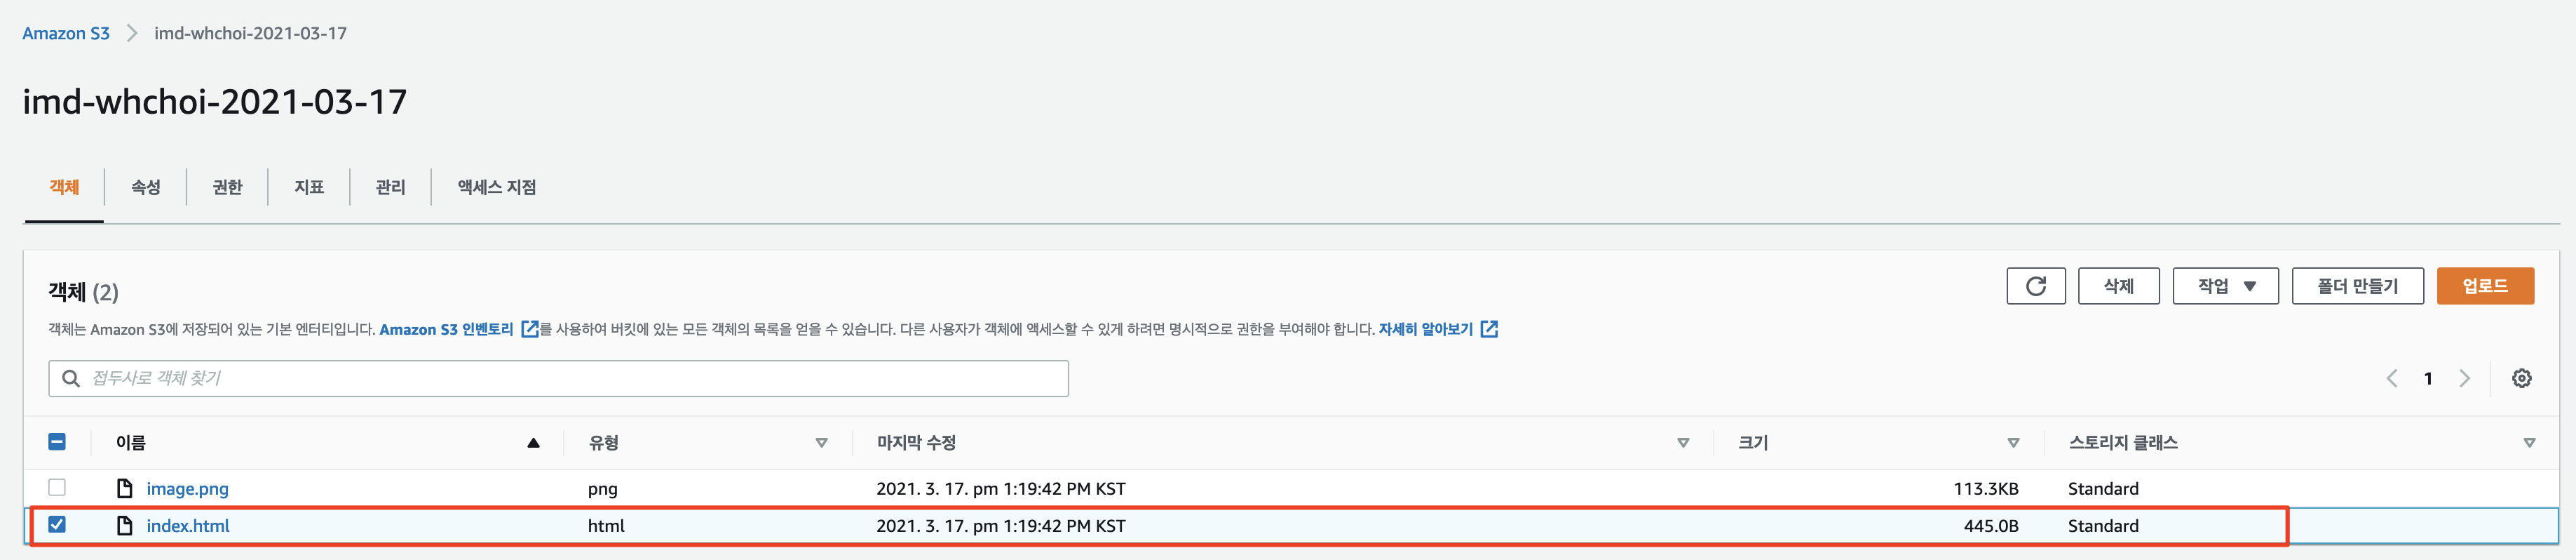 Amazon S3 > imd-whchoi-2021-03-17
imd-whchoi-2021-03-17
객체 속성 권한 지표 관리 액세스 지점
객체 (2)
삭제 작업 ▼ 폴더 만들기 업로드
객체는 Amazon S3에 저장되어 있는 기본 엔터티입니다. Amazon S3 인벤토리 를 사용하여 버킷에 있는 모든 객체의 목록을 얻을 수 있습니다. 다른 사용자가 객체에 액세스할 수 있게 하려면 명시적으로 권한을 부여해야 합니다. 자세히 알아보기
접두사로 객체 찾기
< 1 >
이름 유형 마지막 수정 크기 스토리지 클래스
image.png png 2021. 3. 17. pm 1:19:42 PM KST 113.3KB Standard
index.html html 2021. 3. 17. pm 1:19:42 PM KST 445.0B Standard